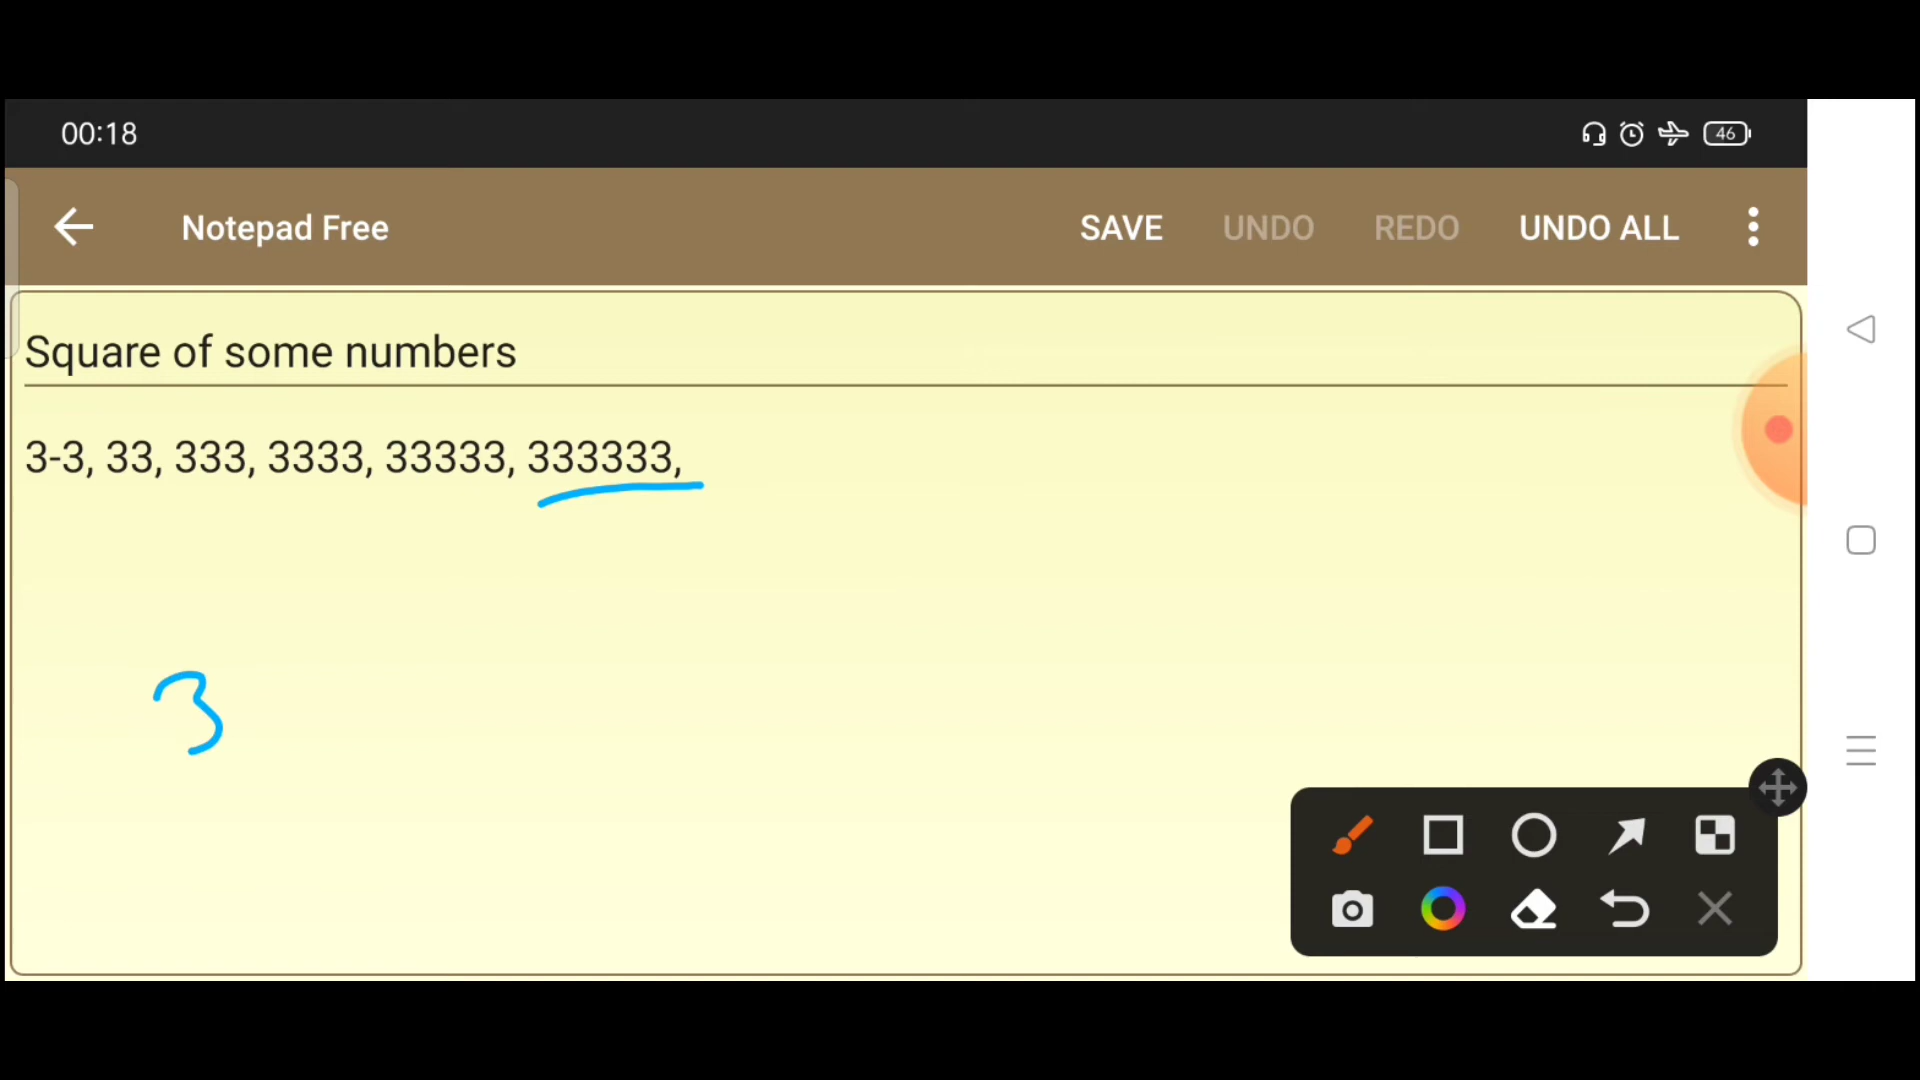 00:18 46
Notepad Free SAVE UNDO REDO UNDO ALL
Square of some numbers
3-3, 33, 333, 3333, 33333, 333333,
3